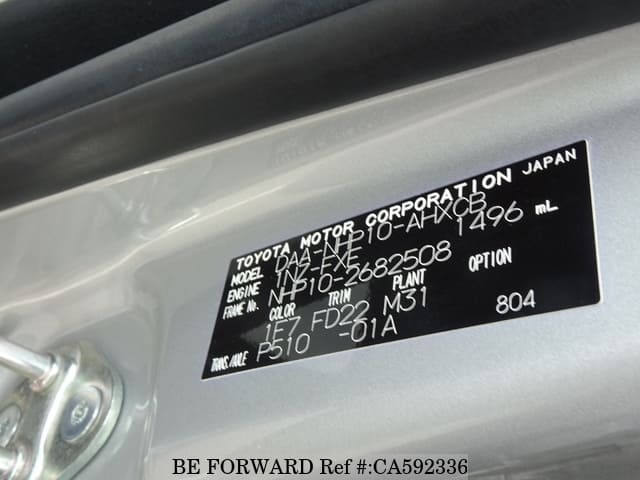 TOYOTA MOTOR CORPORATION JAPAN
MODEL DAA-NHP10-AHXCB
ENGINE 1NZ-FXE 1496 mL
FRAME No. NHP10-2682508
COLOR TRIM PLANT OPTION
1F7 FD22 M31
TRANS./AXLE P510 -01A 804
BE FORWARD Ref #:CA592336